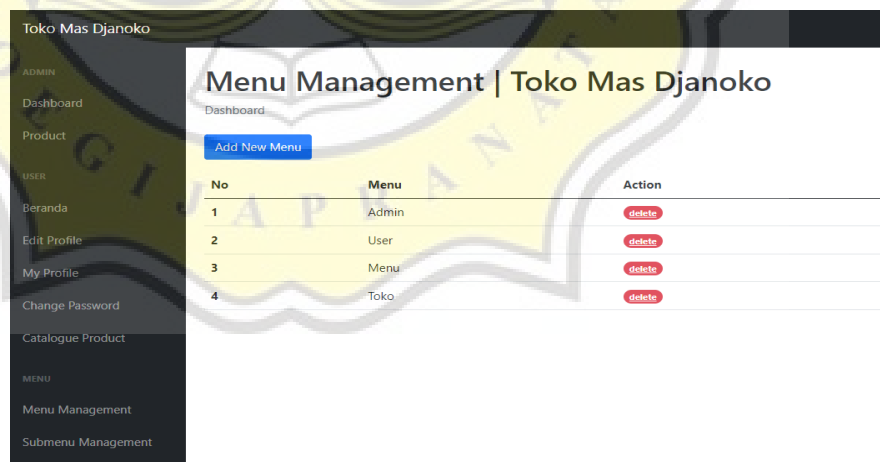 Toko Mas Djanoko
ADMIN
Dashboard
Product
USER
Beranda
Edit Profile
My Profile
Change Password
Catalogue Product
MENU
Menu Management
Submenu Management
Menu Management | Toko Mas Djanoko
Dashboard
Add New Menu
No Menu Action
1 Admin delete
2 User delete
3 Menu delete
4 Toko delete
EGIJAPRANATA